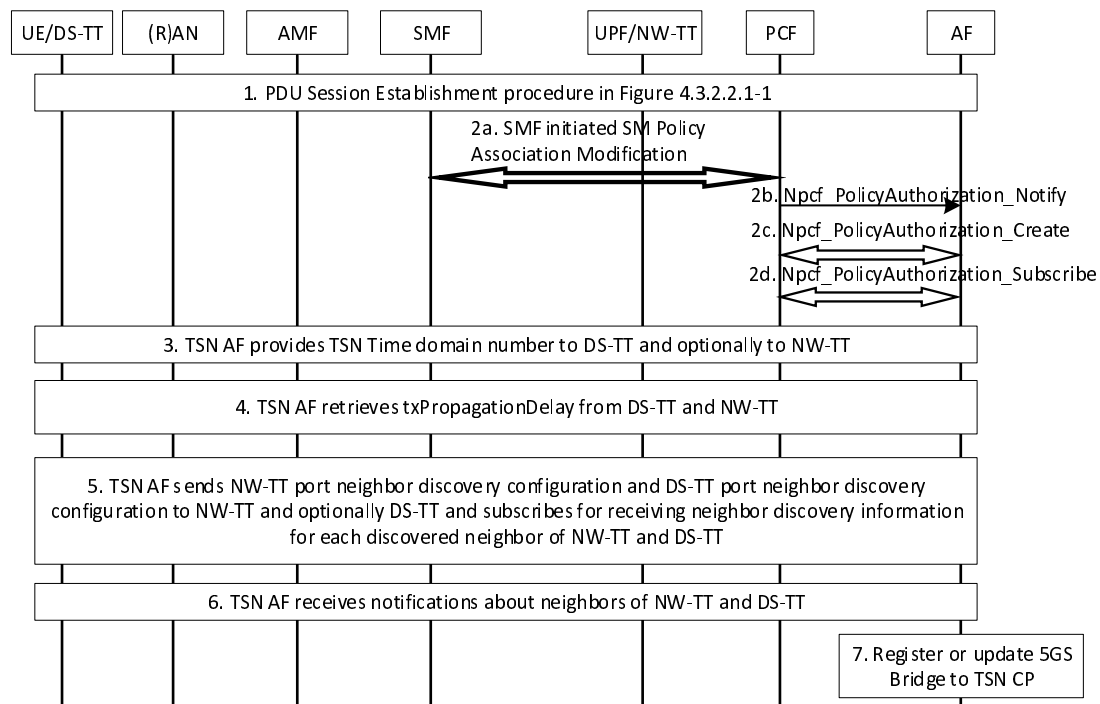 UE/DS-TT
(R)AN
AMF
SMF
UPF/NW-TT
PCF
AF
1. PDU Session Establishment procedure in Figure 4.3.2.2.1-1
2a. SMF initiated SM Policy
Association Modification
2b. Npcf_PolicyAuthorization_Notify
2c. Npcf_PolicyAuthorization_Create
2d. Npcf_PolicyAuthorization_Subscribe
3. TSN AF provides TSN Time domain number to DS-TT and optionally to NW-TT
4. TSN AF retrieves txPropagationDelay from DS-TT and NW-TT
5. TSN AF sends NW-TT port neighbor discovery configuration and DS-TT port neighbor discovery
configuration to NW-TT and optionally DS-TT and subscribes for receiving neighbor discovery information
for each discovered neighbor of NW-TT and DS-TT
6. TSN AF receives notifications about neighbors of NW-TT and DS-TT
7. Register or update 5GS
Bridge to TSN CP